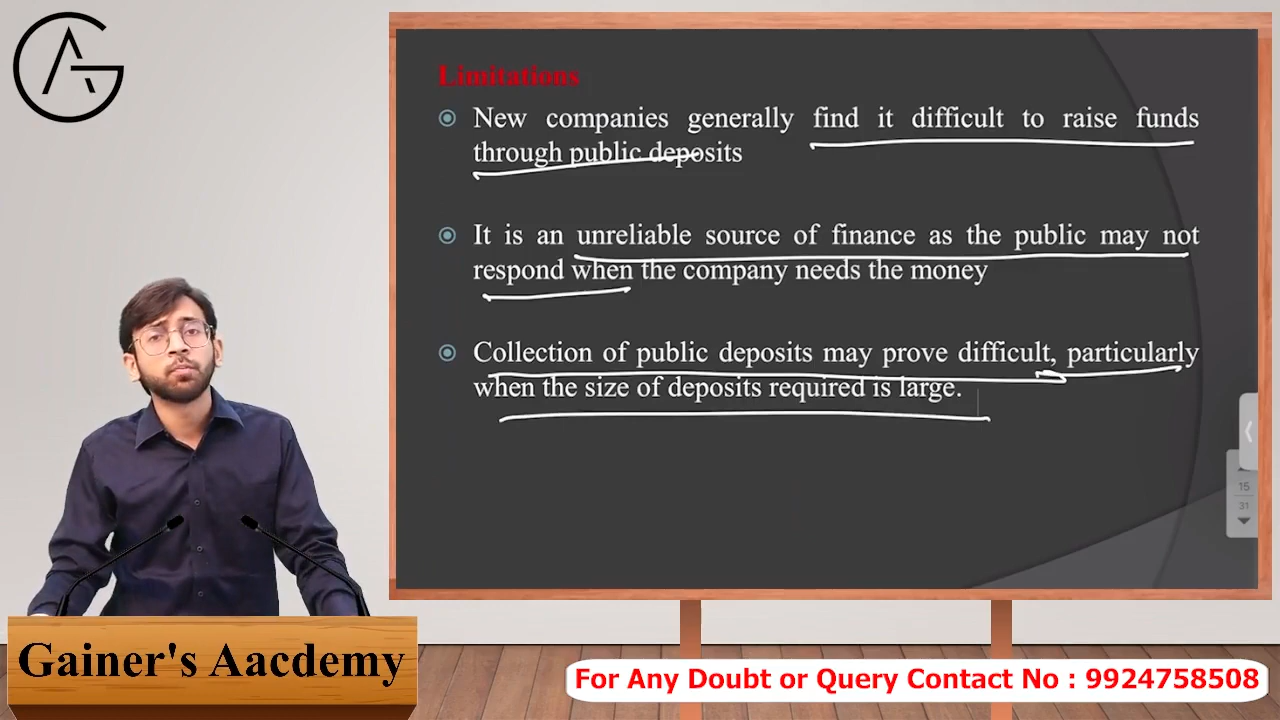 Limitations
New companies generally find it difficult to raise funds
through public deposits
It is an unreliable source of finance as the public may not
respond when the company needs the money
Collection of public deposits may prove difficult, particularly
when the size of deposits required is large.
15
31
Gainer's Aacdemy
For Any Doubt or Query Contact No : 9924758508